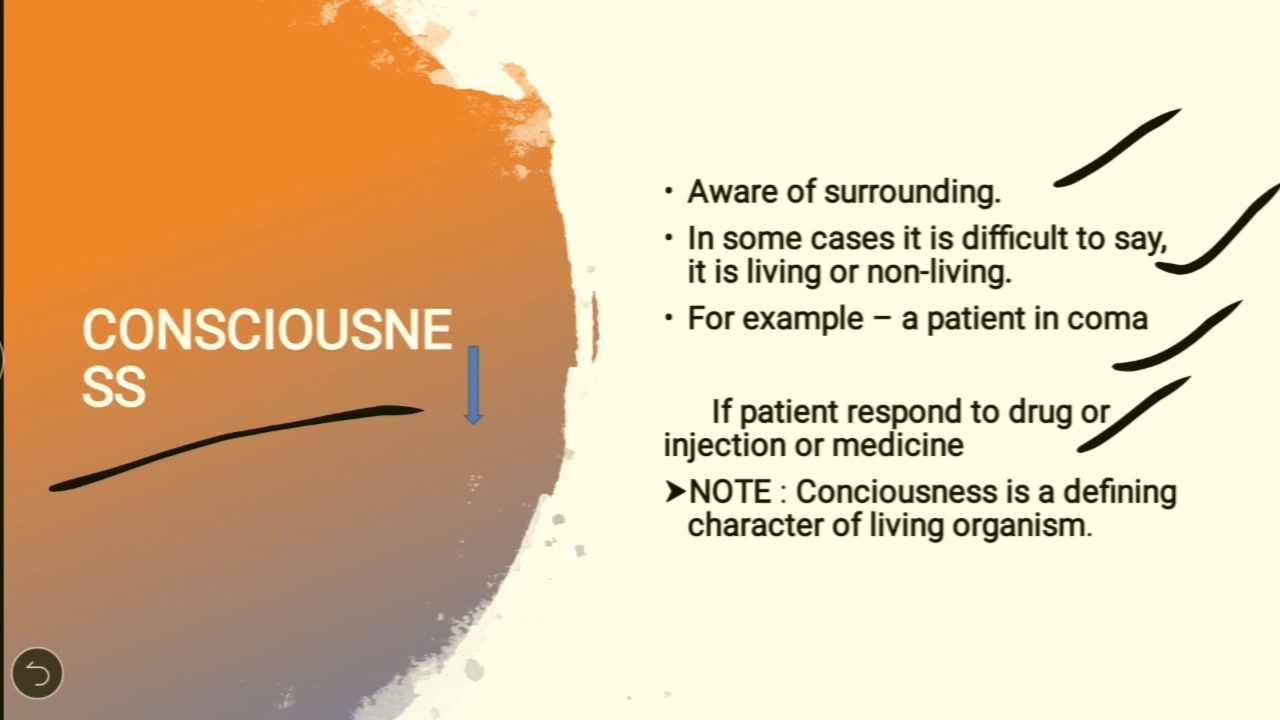 CONSCIOUSNE
SS
• Aware of surrounding.
• In some cases it is difficult to say,
it is living or non-living.
• For example – a patient in coma
If patient respond to drug or
injection or medicine
➤NOTE : Conciousness is a defining
character of living organism.